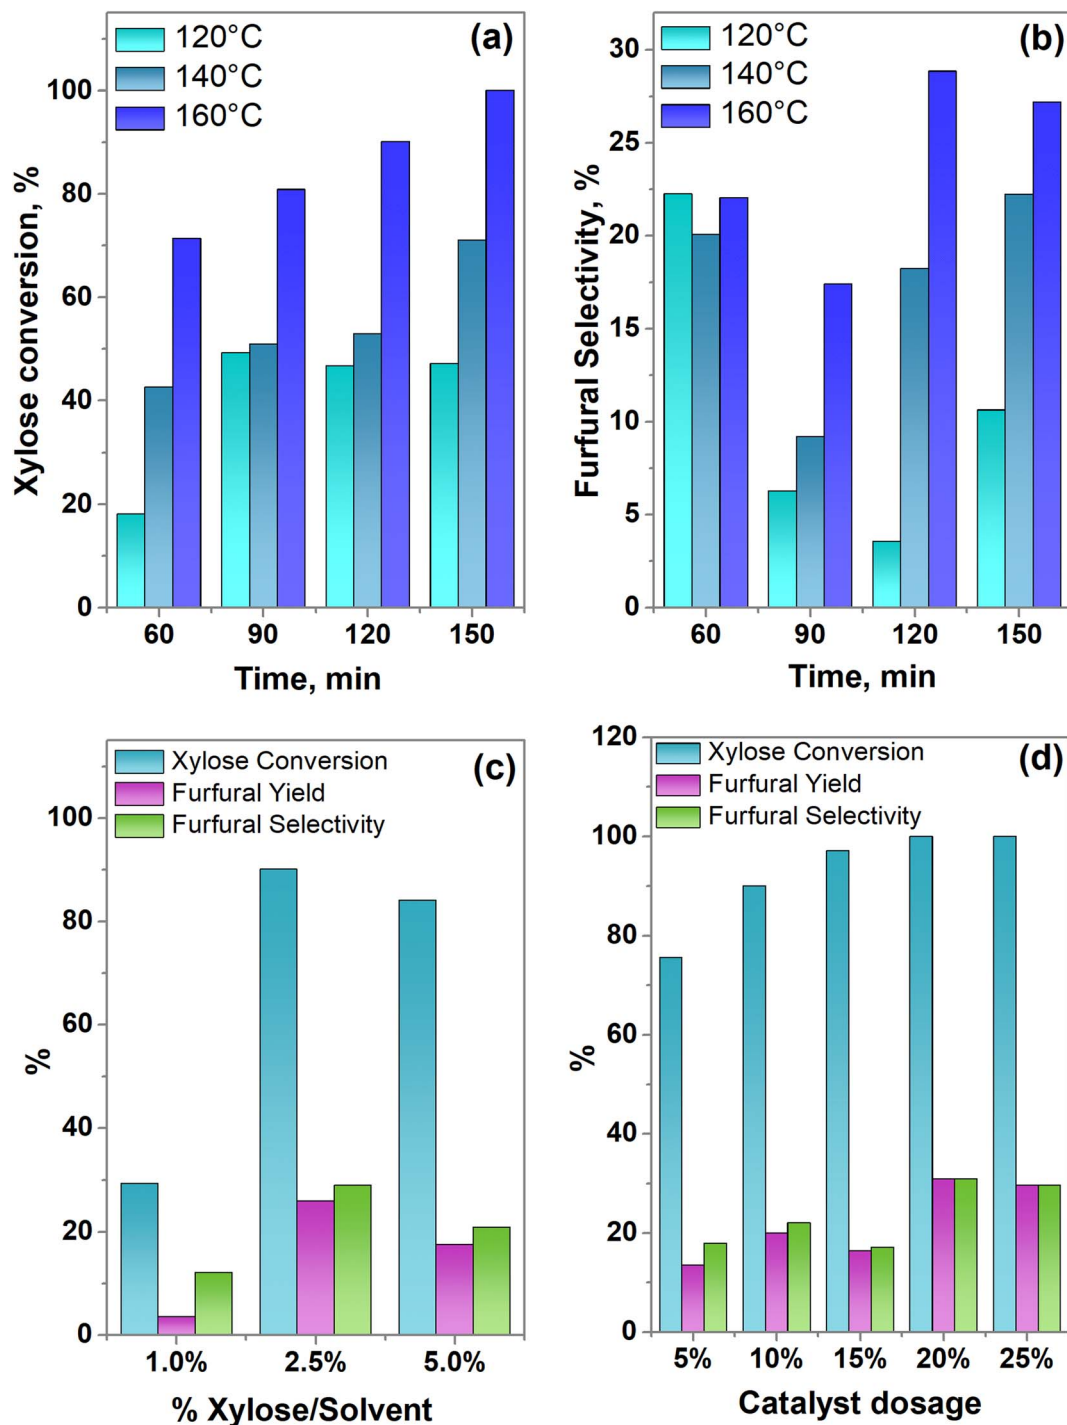 (a)
120°C
140°C
160°C
Xylose conversion, %
100
80
60
40
20
0
60 90 120 150
Time, min
(b)
120°C
140°C
160°C
Furfural Selectivity, %
30
25
20
15
10
5
0
60 90 120 150
Time, min
(c)
Xylose Conversion
Furfural Yield
Furfural Selectivity
%
100
80
60
40
20
0
1.0% 2.5% 5.0%
% Xylose/Solvent
(d)
Xylose Conversion
Furfural Yield
Furfural Selectivity
%
120
100
80
60
40
20
0
5% 10% 15% 20% 25%
Catalyst dosage